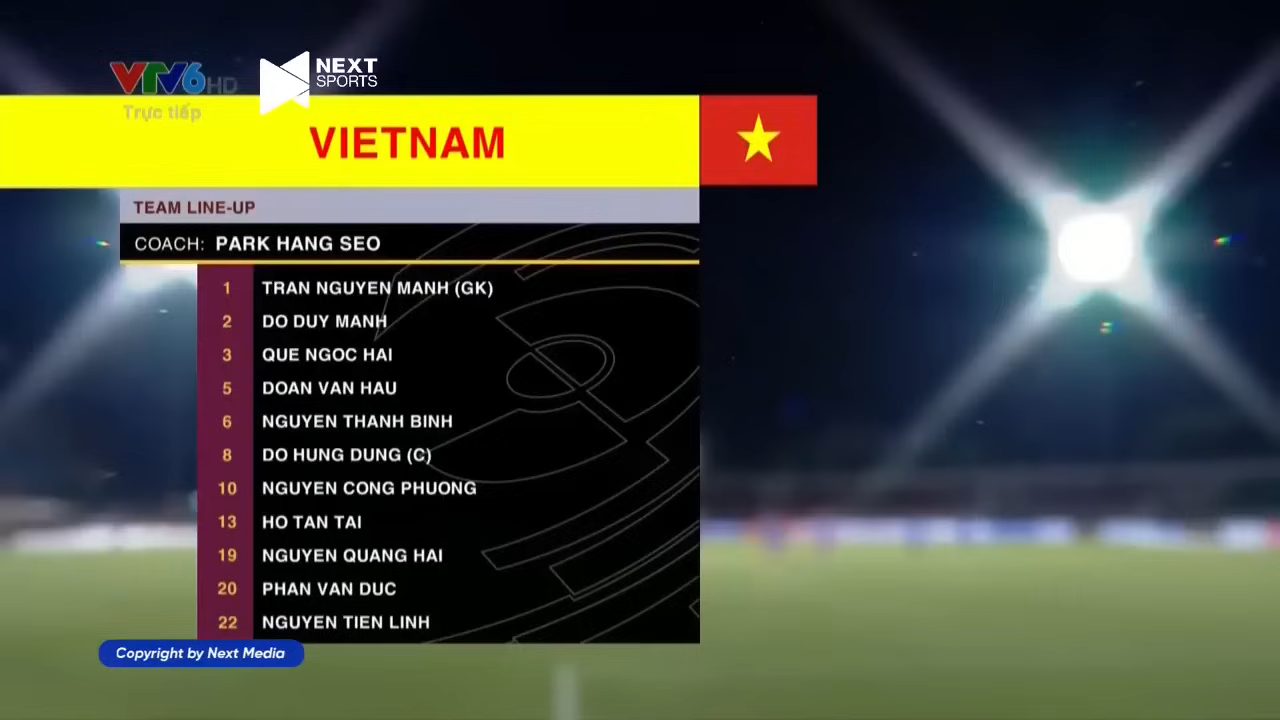 VTV6HD
Trực tiếp
NEXT
SPORTS
VIETNAM
TEAM LINE-UP
COACH: PARK HANG SEO
1 TRAN NGUYEN MANH (GK)
2 DO DUY MANH
3 QUE NGOC HAI
5 DOAN VAN HAU
6 NGUYEN THANH BINH
8 DO HUNG DUNG (C)
10 NGUYEN CONG PHUONG
13 HO TAN TAI
19 NGUYEN QUANG HAI
20 PHAN VAN DUC
22 NGUYEN TIEN LINH
Copyright by Next Media